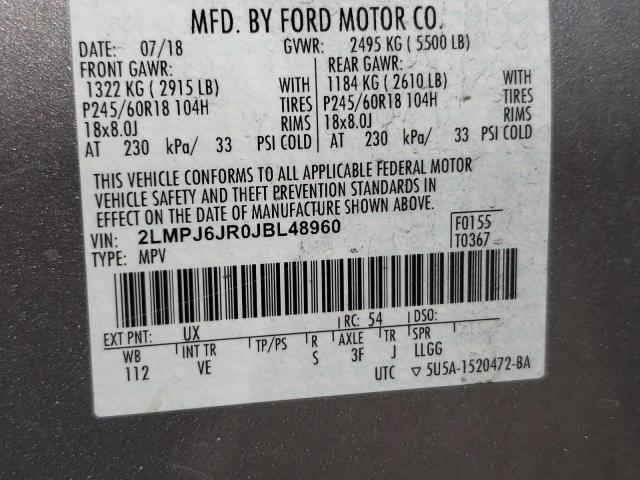 MFD. BY FORD MOTOR CO.
DATE: 07/18 GVWR: 2495 KG (5500 LB)
FRONT GAWR: REAR GAWR:
1322 KG (2915 LB) WITH 1184 KG (2610 LB) WITH
P245/60R18 104H TIRES P245/60R18 104H TIRES
18x8.0J RIMS 18x8.0J RIMS
AT 230 kPa/ 33 PSI COLD AT 230 kPa/ 33 PSI COLD
THIS VEHICLE CONFORMS TO ALL APPLICABLE FEDERAL MOTOR
VEHICLE SAFETY AND THEFT PREVENTION STANDARDS IN
EFFECT ON THE DATE OF MANUFACTURE SHOWN ABOVE.
VIN: 2LMPJ6JR0JBL48960 F0155
TYPE: MPV T0367
EXT PNT: UX RC: 54 DSO:
WB INT TR TP/PS R AXLE TR SPR
112 VE S 3F J LLGG
UTC ▽ 5U5A-1520472-BA